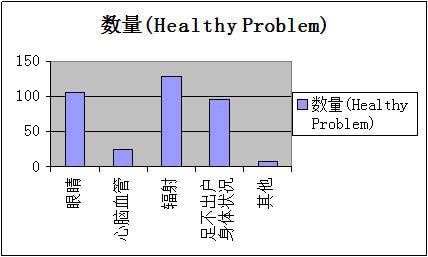 数量(Healthy Problem)
150
100
50
0
眼睛
心脑血管
辐射
足不出户
身体状况
其他
数量(Healthy
Problem)